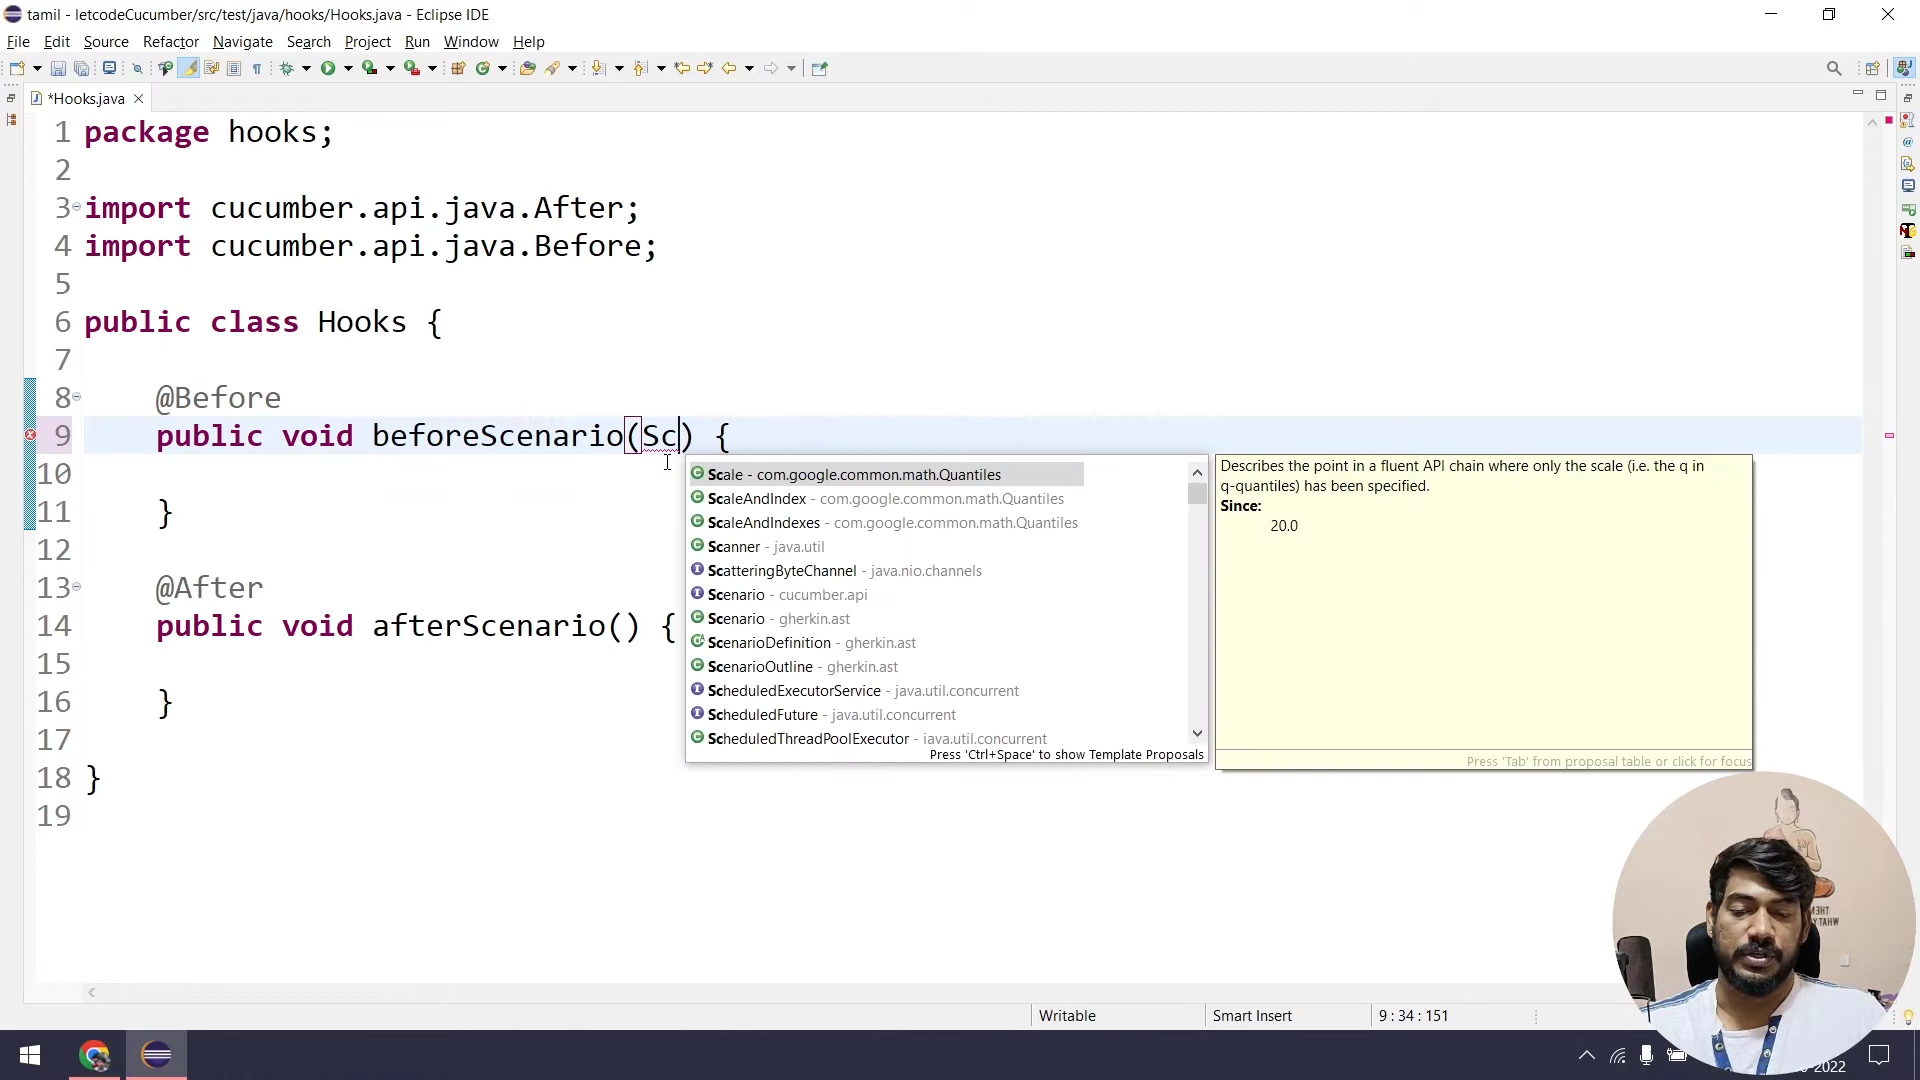 tamil - letcodeCucumber/src/test/java/hooks/Hooks.java - Eclipse IDE
File Edit Source Refactor Navigate Search Project Run Window Help
*Hooks.java
1 package hooks;
2
3 import cucumber.api.java.After;
4 import cucumber.api.java.Before;
5
6 public class Hooks {
7
8 @Before
9 public void beforeScenario(Sc) {
10
11 }
12
13 @After
14 public void afterScenario() {
15
16 }
17
18 }
19
Scale - com.google.common.math.Quantiles
ScaleAndIndex - com.google.common.math.Quantiles
ScaleAndIndexes - com.google.common.math.Quantiles
Scanner - java.util
ScatteringByteChannel - java.nio.channels
Scenario - cucumber.api
Scenario - gherkin.ast
ScenarioDefinition - gherkin.ast
ScenarioOutline - gherkin.ast
ScheduledExecutorService - java.util.concurrent
ScheduledFuture - java.util.concurrent
ScheduledThreadPoolExecutor - java.util.concurrent
Press 'Ctrl+Space' to show Template Proposals
Describes the point in a fluent API chain where only the scale (i.e. the q in
q-quantiles) has been specified.
Since:
20.0
Press 'Tab' from proposal table or click for focus
Writable Smart Insert 9 : 34 : 151